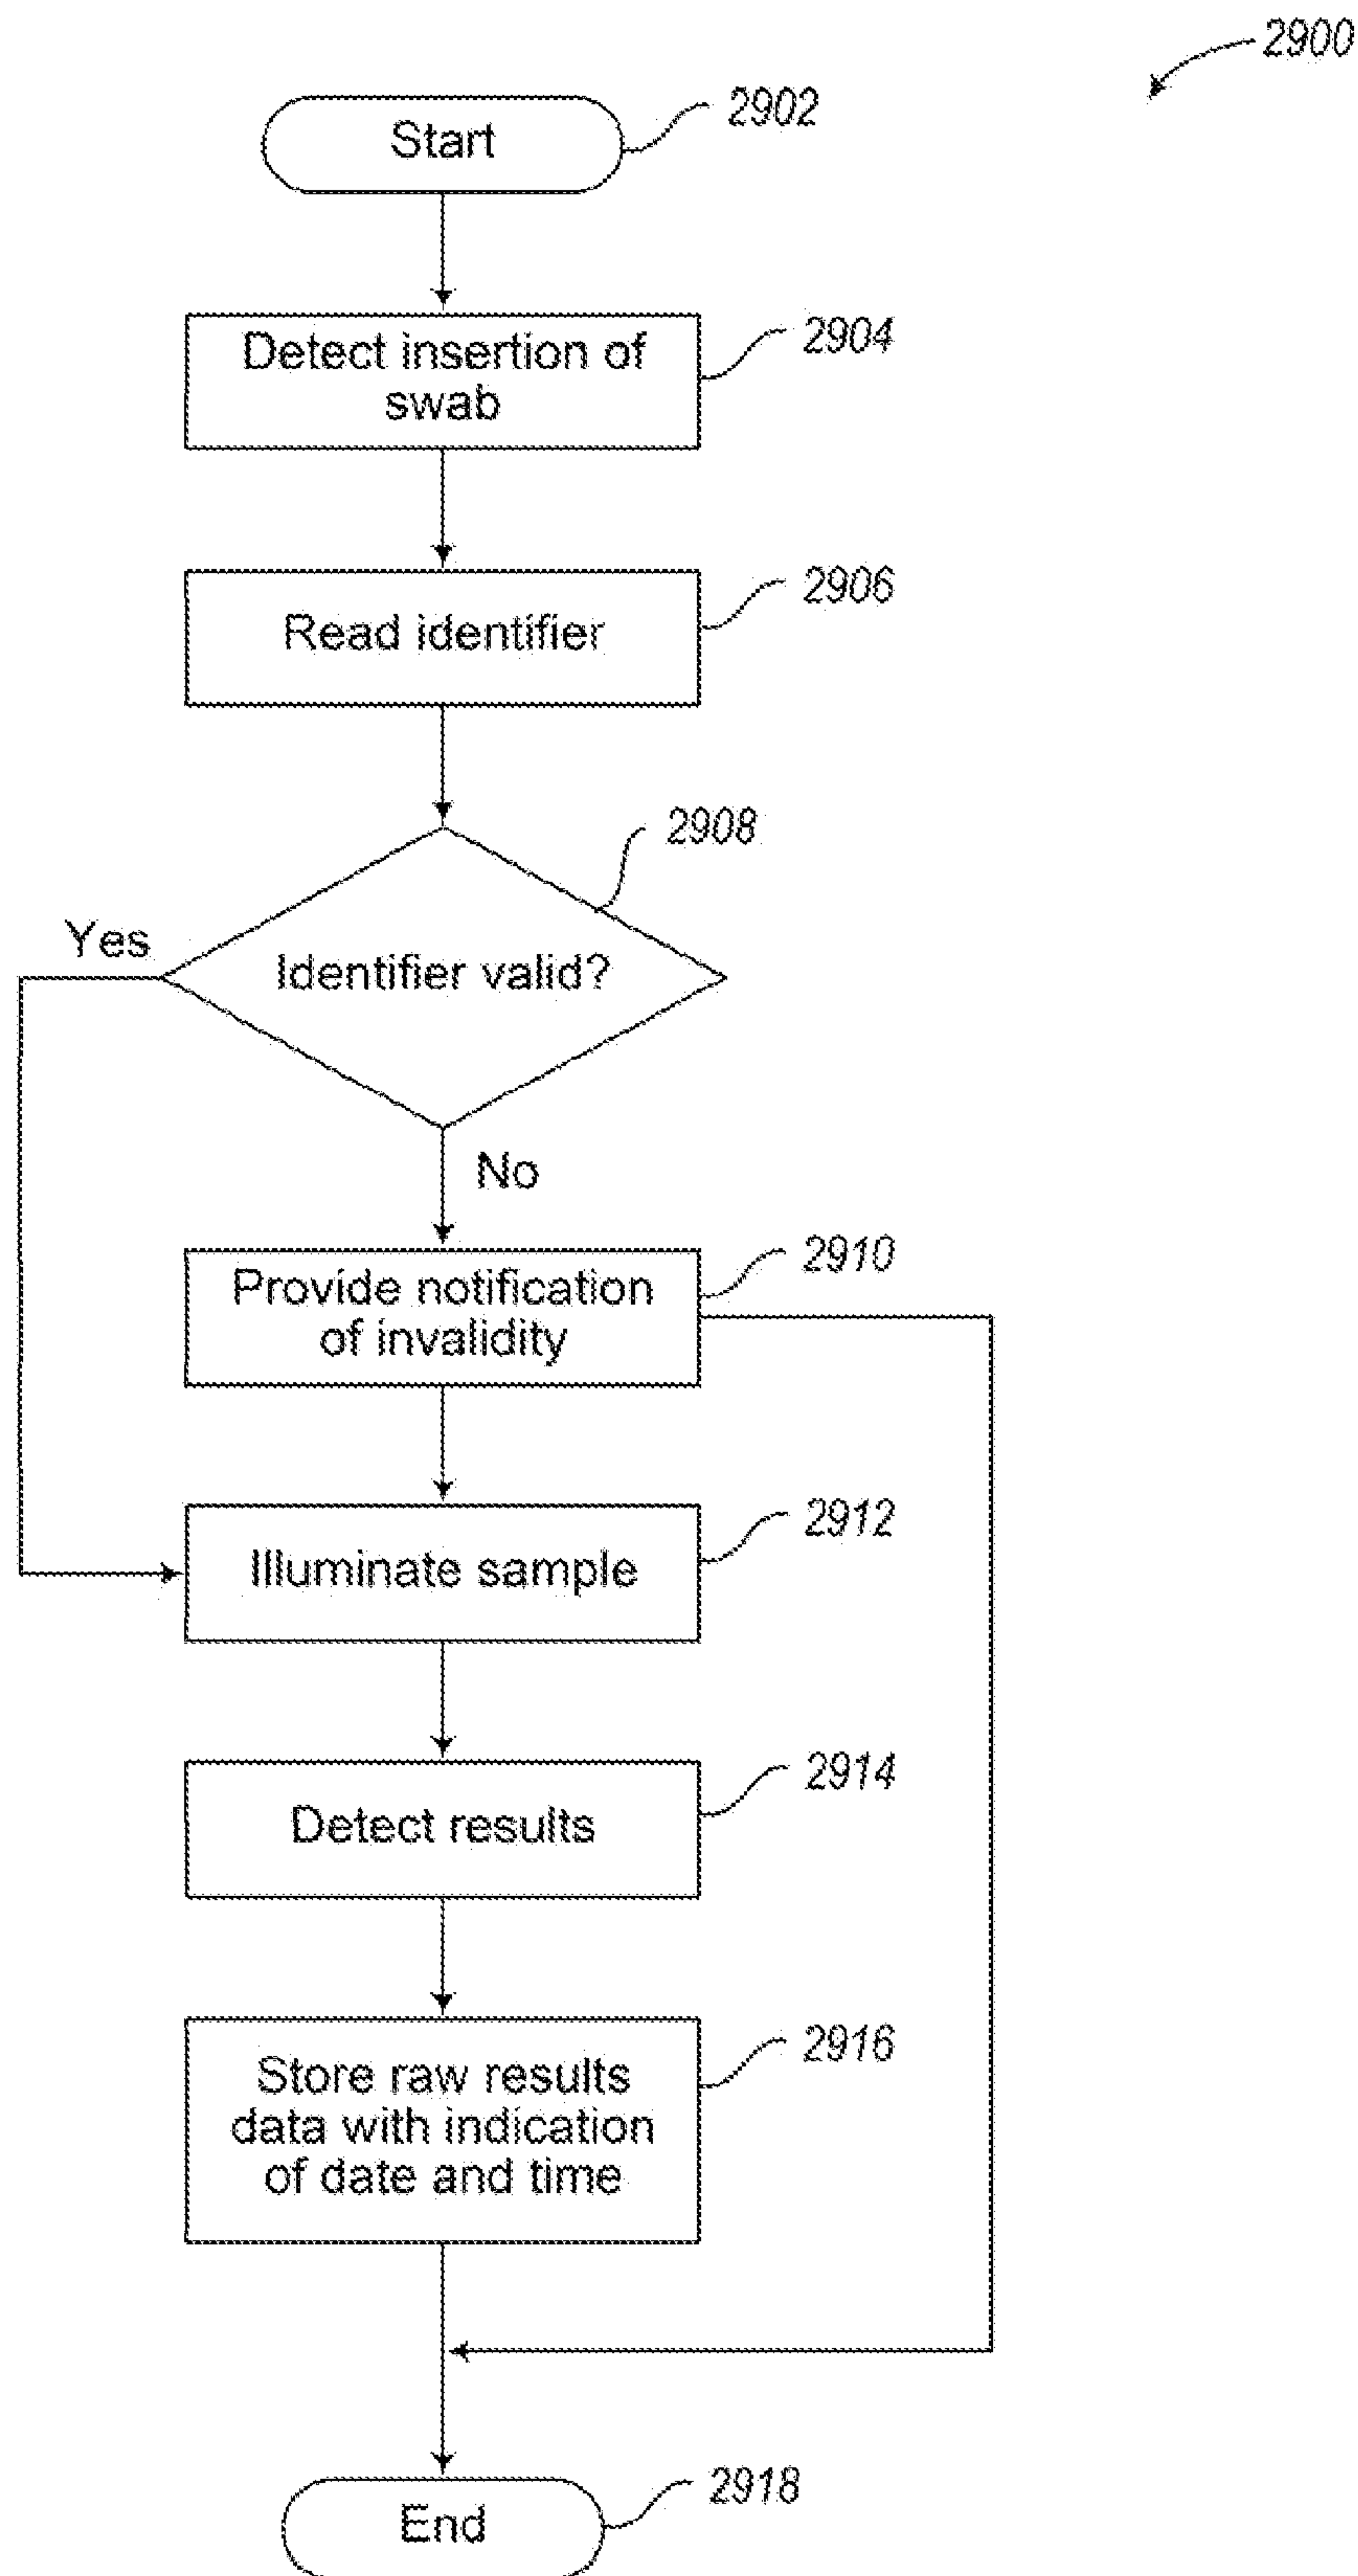 2900
Start
2902
Detect insertion of
swab
2904
Read identifier
2906
2908
Yes
Identifier valid?
No
Provide notification
of invalidity
2910
Illuminate sample
2912
Detect results
2914
Store raw results
data with indication
of date and time
2916
End
2918